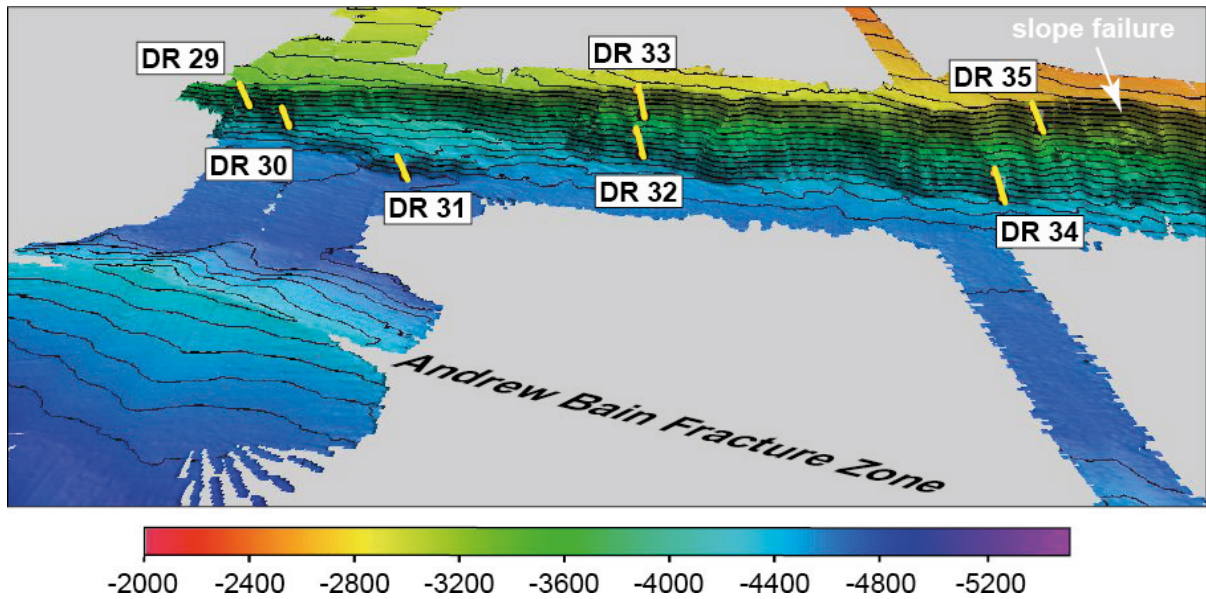 slope failure
DR 29
DR 33
DR 35
DR 30
DR 31
DR 32
DR 34
Andrew Bain Fracture Zone
-2000 -2400 -2800 -3200 -3600 -4000 -4400 -4800 -5200